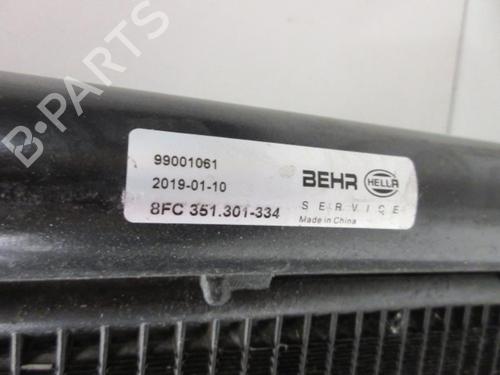 B-PARTS
99001061
2019-01-10
8FC 351.301-334
BEHR HELLA
SERVICE
Made in China